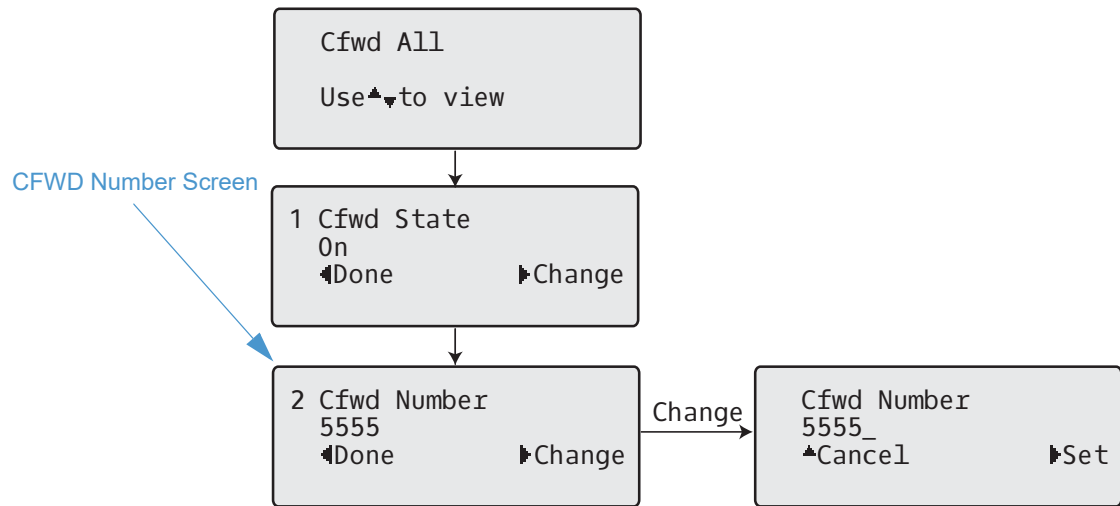 Cfwd All
Use▲▼to view
CFWD Number Screen
1 Cfwd State
On
◀Done ▶Change
2 Cfwd Number
5555
◀Done ▶Change
Change
Cfwd Number
5555_
▲Cancel ▶Set